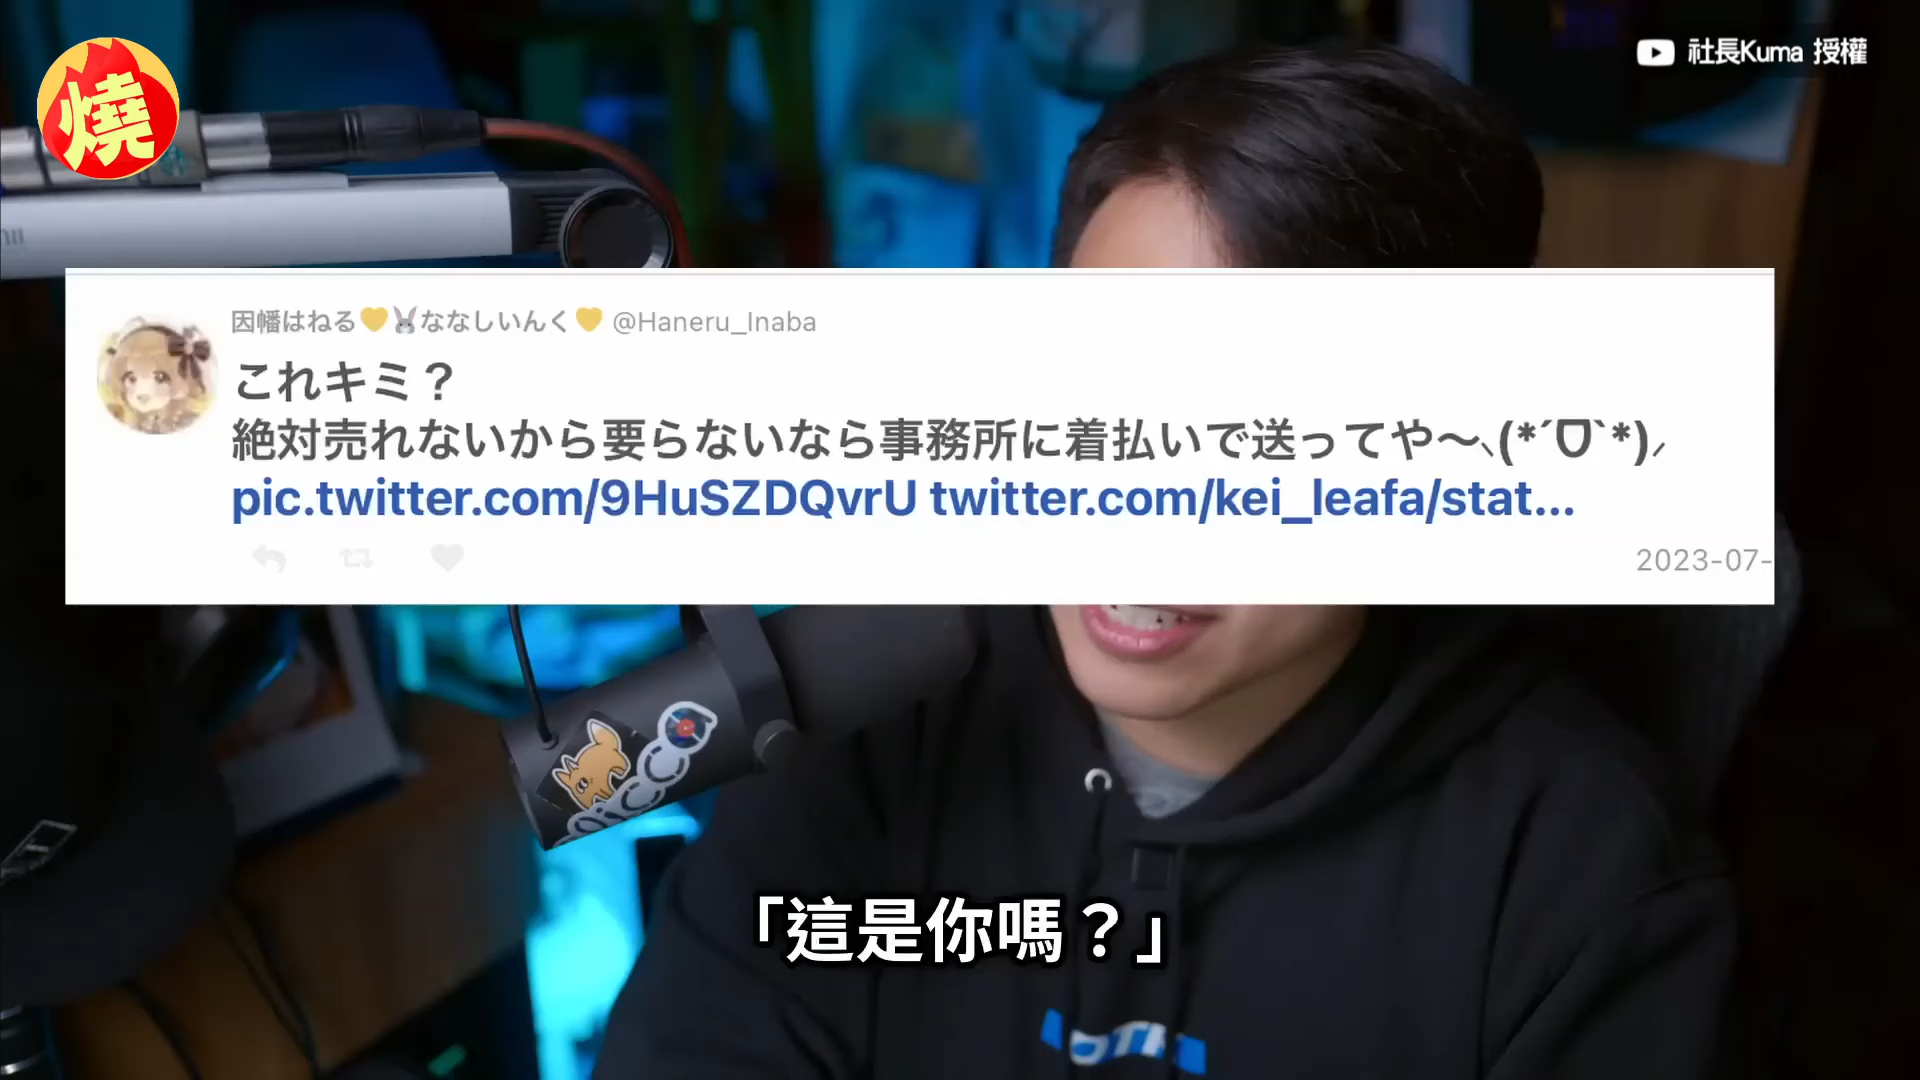 燒
社長Kuma 授權
因幡はねる💛🐰ななしいんく💛 @Haneru_Inaba
これキミ？
絶対売れないから要らないなら事務所に着払いで送ってや〜⸜(*ˊᗜˋ*)⸝
pic.twitter.com/9HuSZDQvrU twitter.com/kei_leafa/stat...
2023-07-
「這是你嗎？」